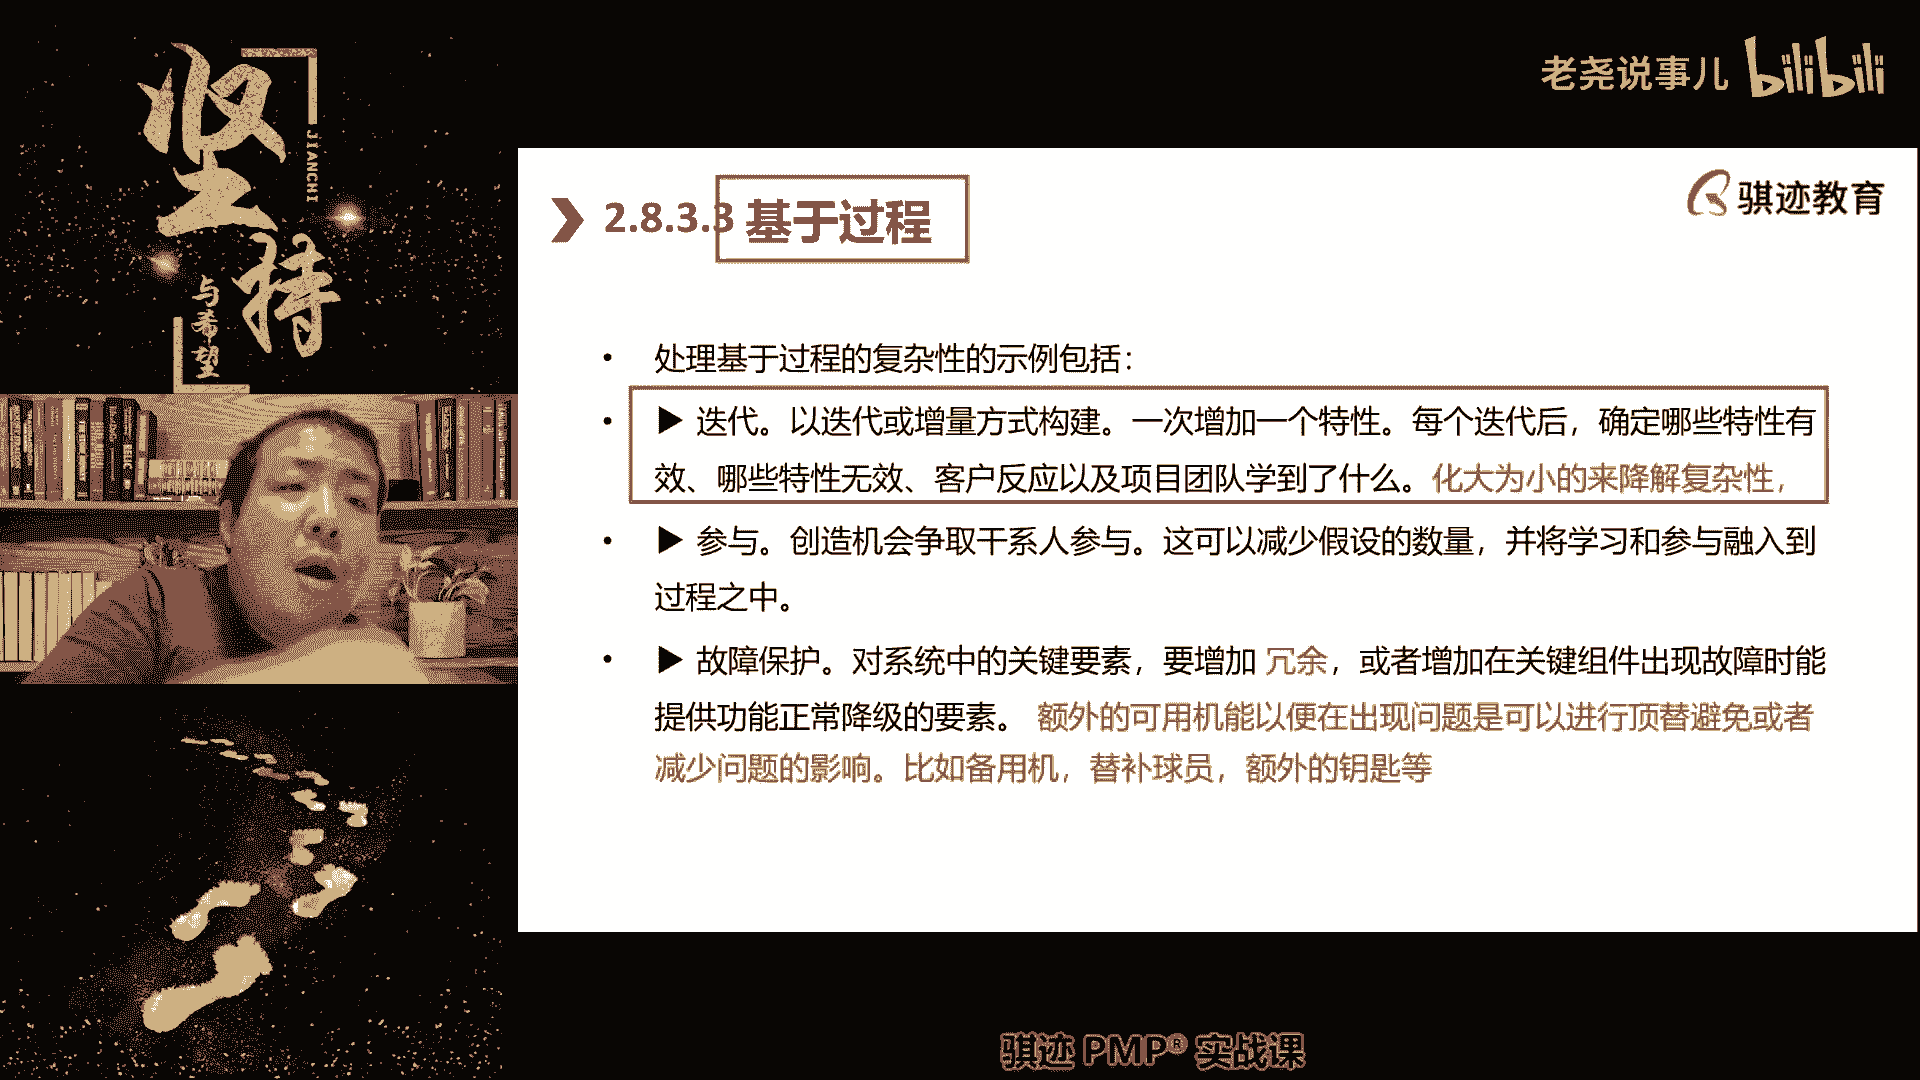 坚持
JIANCHI
与希望
老尧说事儿 bilibili
骐迹教育
2.8.3.3 基于过程
• 处理基于过程的复杂性的示例包括：
• ▶ 迭代。以迭代或增量方式构建。一次增加一个特性。每个迭代后，确定哪些特性有
效、哪些特性无效、客户反应以及项目团队学到了什么。化大为小的来降解复杂性，
• ▶ 参与。创造机会争取干系人参与。这可以减少假设的数量，并将学习和参与融入到
过程之中。
• ▶ 故障保护。对系统中的关键要素，要增加 冗余，或者增加在关键组件出现故障时能
提供功能正常降级的要素。 额外的可用机能以便在出现问题是可以进行顶替避免或者
减少问题的影响。比如备用机，替补球员，额外的钥匙等
骐迹 PMP® 实战课